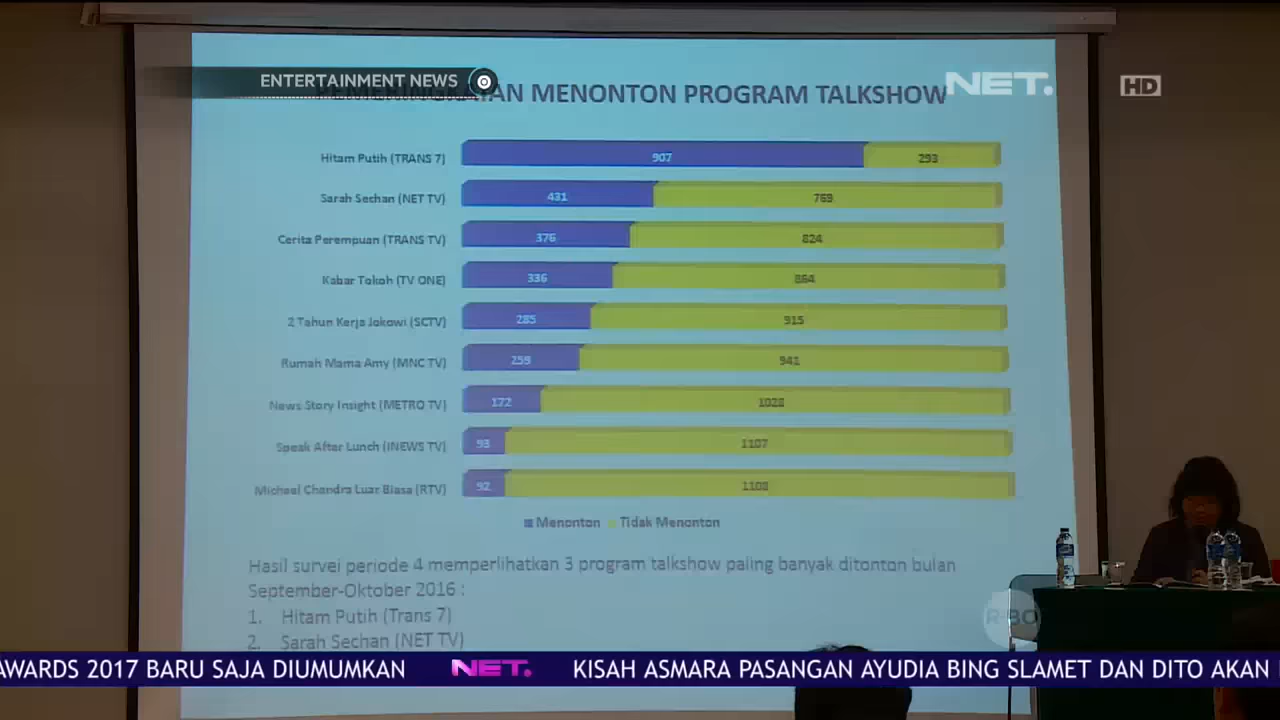 ENTERTAINMENT NEWS
NET.
HD
MENONTON PROGRAM TALKSHOW
Hitam Putih (TRANS 7) 907 293
Sarah Sechan (NET TV) 431 769
Cerita Perempuan (TRANS TV) 376 824
Kabar Tokoh (TV ONE) 336 864
2 Tahun Kerja Jokowi (SCTV) 285 915
Rumah Mama Amy (MNC TV) 259 941
News Story Insight (METRO TV) 172 1028
Speak After Lunch (INEWS TV) 93 1107
Michael Chandra Luar Biasa (RTV) 92 1108
Menonton Tidak Menonton
Hasil survei periode 4 memperlihatkan 3 program talkshow paling banyak ditonton bulan
September-Oktober 2016 :
1. Hitam Putih (Trans 7)
2. Sarah Sechan (NET TV)
AWARDS 2017 BARU SAJA DIUMUMKAN NET. KISAH ASMARA PASANGAN AYUDIA BING SLAMET DAN DITO AKAN